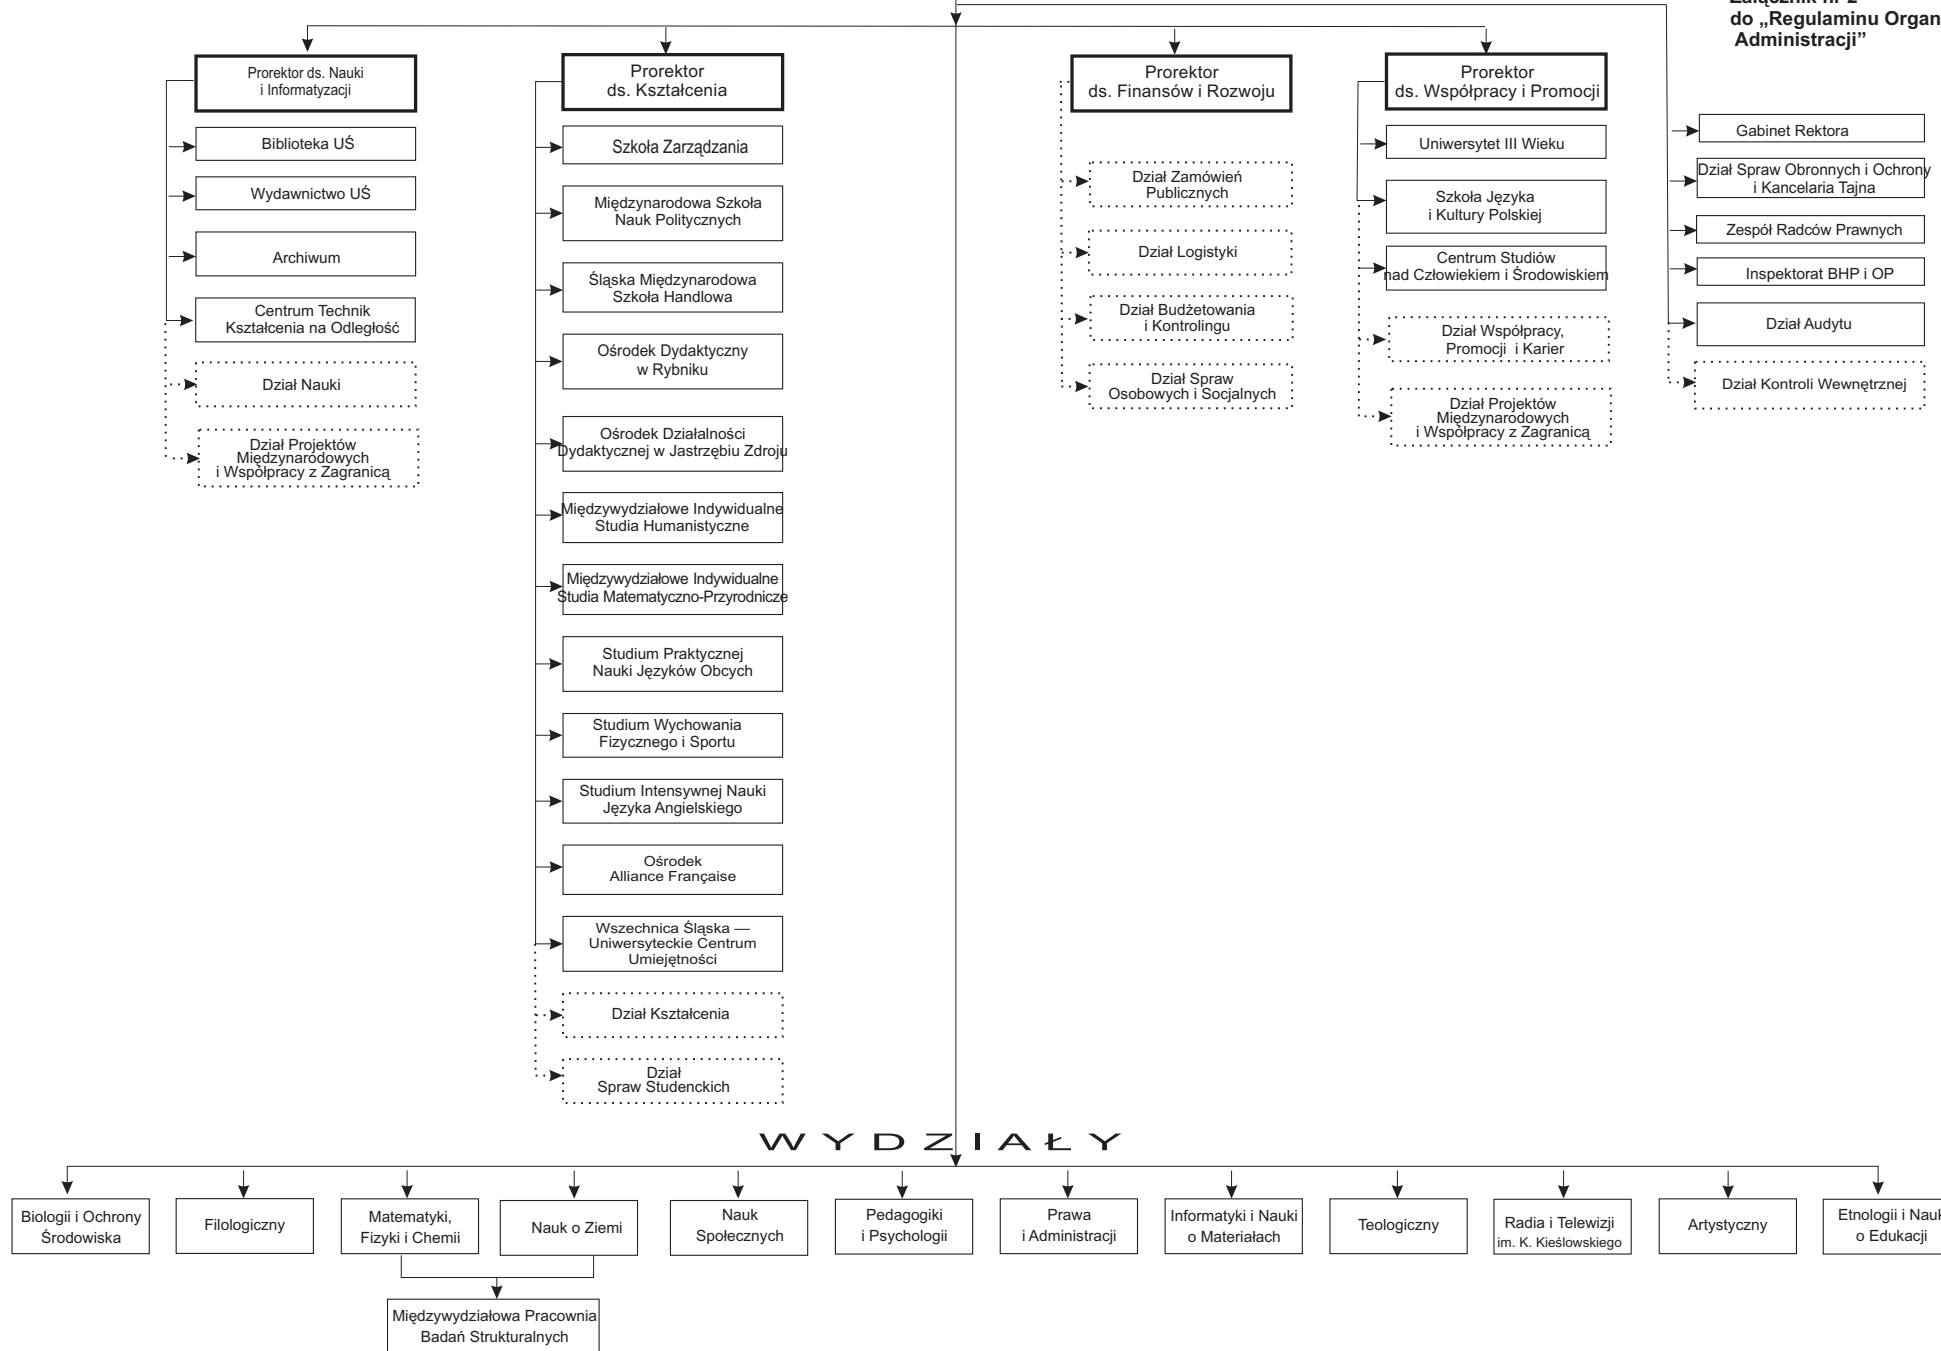 do „Regulaminu Organ
Administracji”
Prorektor ds. Nauki
i Informatyzacji
Biblioteka UŚ
Wydawnictwo UŚ
Archiwum
Centrum Technik
Kształcenia na Odległość
Dział Nauki
Dział Projektów
Międzynarodowych
i Współpracy z Zagranicą
Prorektor
ds. Kształcenia
Szkoła Zarządzania
Międzynarodowa Szkoła
Nauk Politycznych
Śląska Międzynarodowa
Szkoła Handlowa
Ośrodek Dydaktyczny
w Rybniku
Ośrodek Działalności
Dydaktycznej w Jastrzębiu Zdroju
Międzywydziałowe Indywidualne
Studia Humanistyczne
Międzywydziałowe Indywidualne
Studia Matematyczno-Przyrodnicze
Studium Praktycznej
Nauki Języków Obcych
Studium Wychowania
Fizycznego i Sportu
Studium Intensywnej Nauki
Języka Angielskiego
Ośrodek
Alliance Française
Wszechnica Śląska —
Uniwersyteckie Centrum
Umiejętności
Dział Kształcenia
Dział
Spraw Studenckich
Prorektor
ds. Finansów i Rozwoju
Dział Zamówień
Publicznych
Dział Logistyki
Dział Budżetowania
i Kontrolingu
Dział Spraw
Osobowych i Socjalnych
Prorektor
ds. Współpracy i Promocji
Uniwersytet III Wieku
Szkoła Języka
i Kultury Polskiej
Centrum Studiów
nad Człowiekiem i Środowiskiem
Dział Współpracy,
Promocji i Karier
Dział Projektów
Międzynarodowych
i Współpracy z Zagranicą
Gabinet Rektora
Dział Spraw Obronnych i Ochrony
i Kancelaria Tajna
Zespół Radców Prawnych
Inspektorat BHP i OP
Dział Audytu
Dział Kontroli Wewnętrznej
WYDZIAŁY
Biologii i Ochrony
Środowiska
Filologiczny
Matematyki,
Fizyki i Chemii
Nauk o Ziemi
Nauk
Społecznych
Pedagogiki
i Psychologii
Prawa
i Administracji
Informatyki i Nauki
o Materiałach
Teologiczny
Radia i Telewizji
im. K. Kieślowskiego
Artystyczny
Etnologii i Nauk
o Edukacji
Międzywydziałowa Pracownia
Badań Strukturalnych